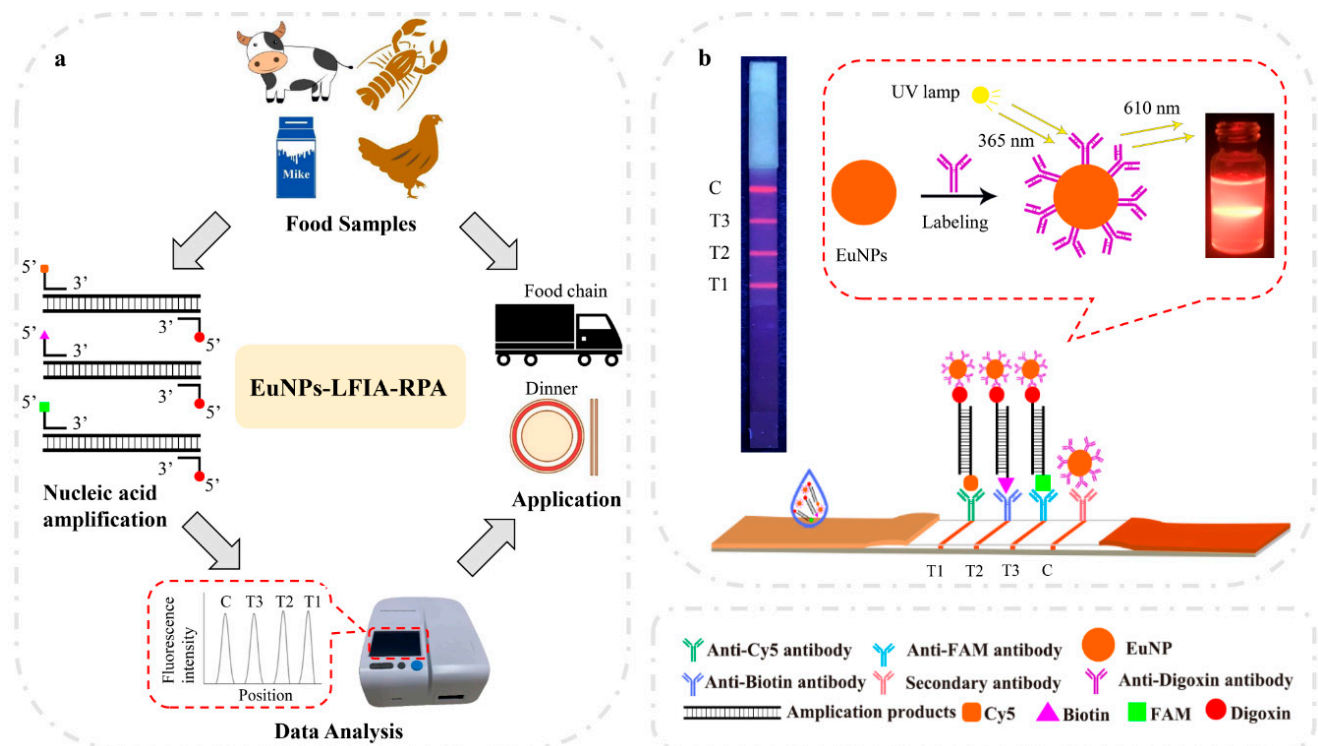 a
Mike
Food Samples
5’
3’
3’
5’
5’
3’
3’
5’
5’
3’
3’
5’
Nucleic acid
amplification
EuNPs-LFIA-RPA
Food chain
Dinner
Application
Fluorescence
intensity
C T3 T2 T1
Position
Data Analysis
b
C
T3
T2
T1
UV lamp
365 nm
610 nm
EuNPs
Labeling
T1 T2 T3 C
Anti-Cy5 antibody
Anti-FAM antibody
EuNP
Anti-Biotin antibody
Secondary antibody
Anti-Digoxin antibody
Amplication products
Cy5
Biotin
FAM
Digoxin